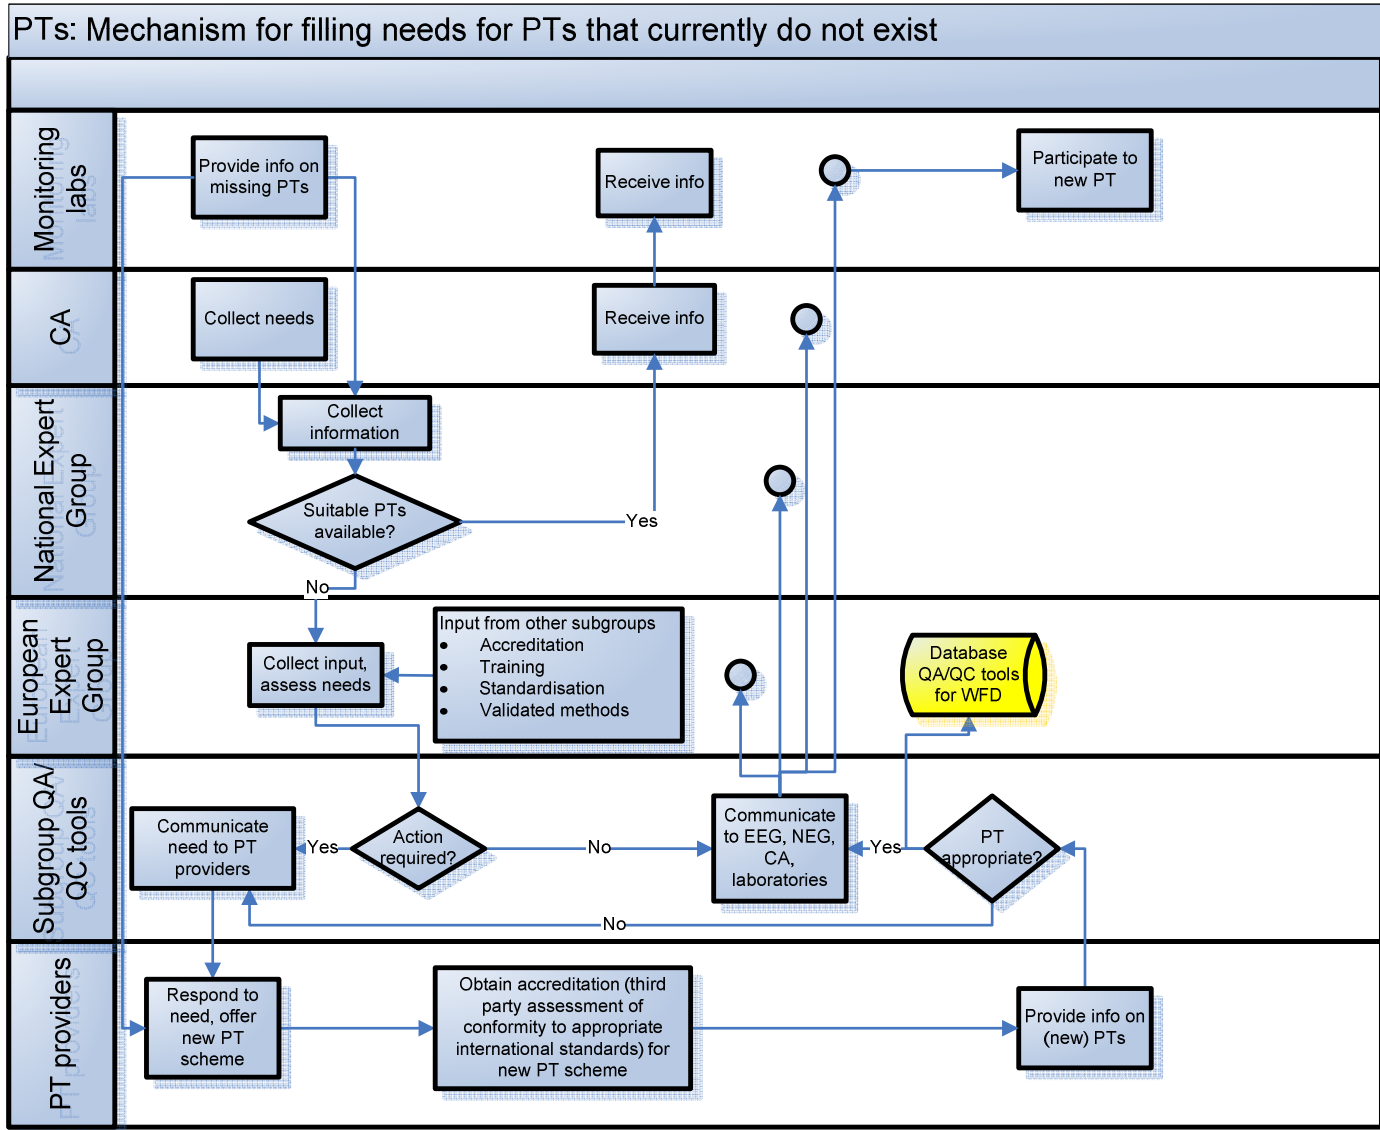 PTs: Mechanism for filling needs for PTs that currently do not exist
Monitoring
labs
Provide info on
missing PTs
Receive info
Participate to
new PT
CA
Collect needs
Receive info
National Expert
Group
Collect
information
Suitable PTs
available?
Yes
No
European
Expert
Group
Collect input,
assess needs
Input from other subgroups
• Accreditation
• Training
• Standardisation
• Validated methods
Database
QA/QC tools
for WFD
Subgroup QA/
QC tools
Communicate
need to PT
providers
Yes
Action
required?
No
Communicate
to EEG, NEG,
CA,
laboratories
Yes
PT
appropriate?
No
PT providers
Respond to
need, offer
new PT
scheme
Obtain accreditation (third
party assessment of
conformity to appropriate
international standards) for
new PT scheme
Provide info on
(new) PTs